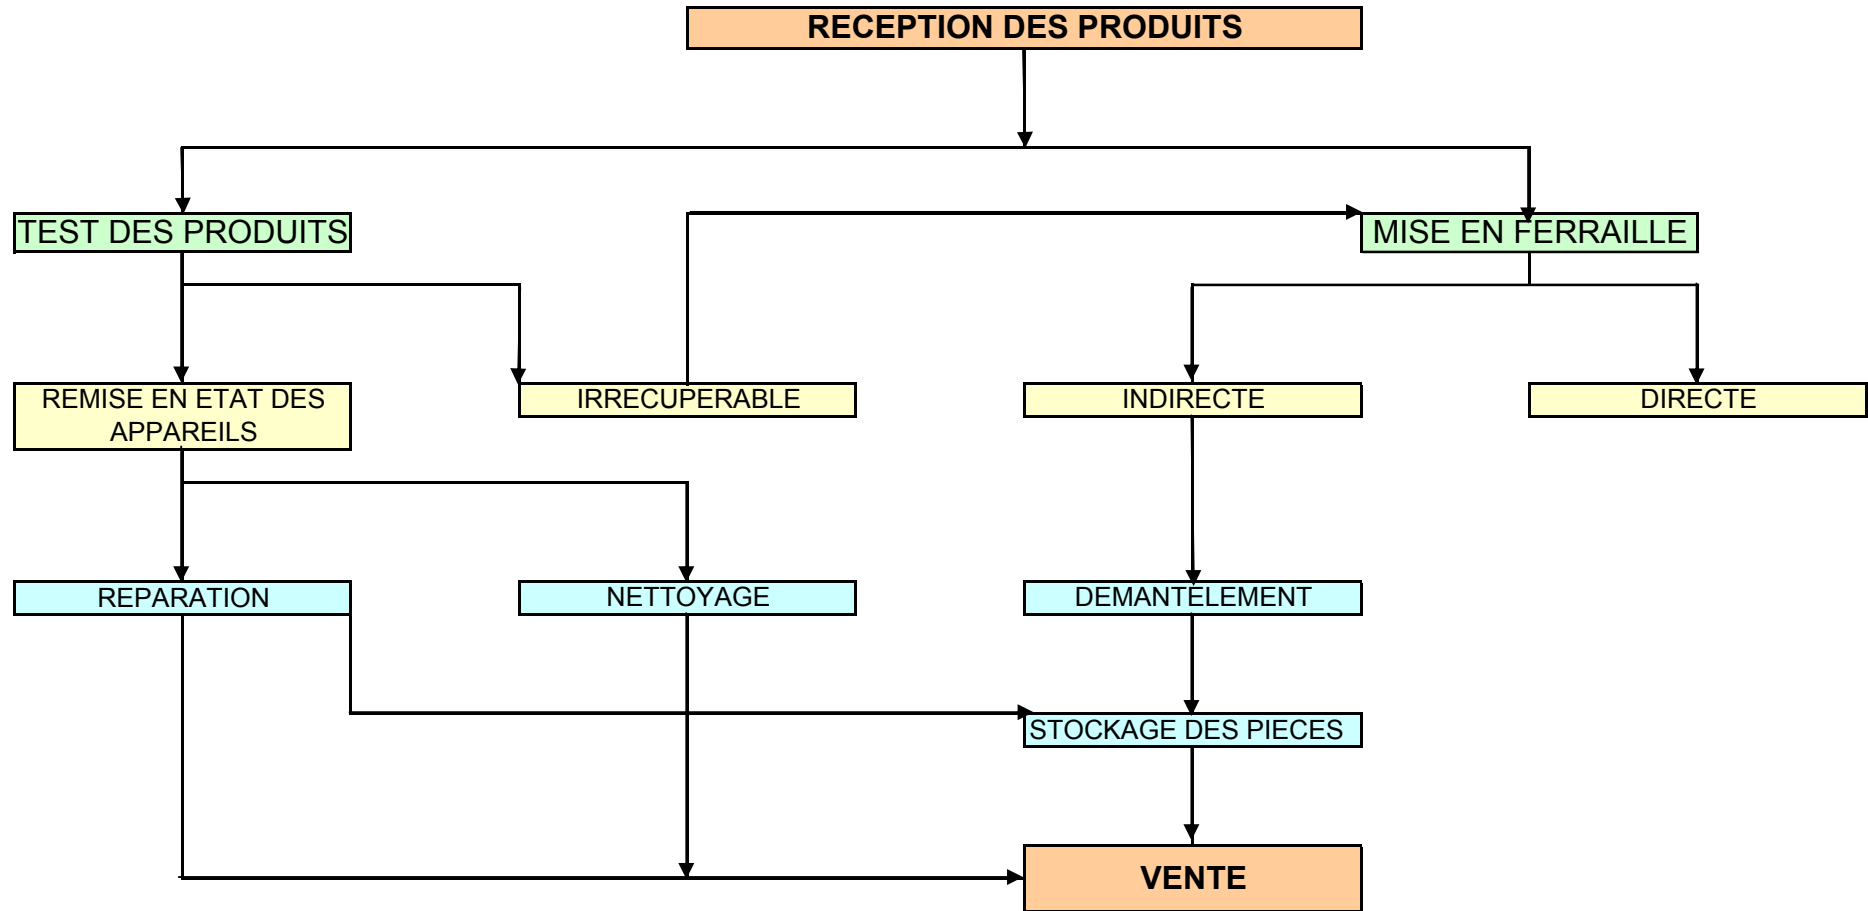 RECEPTION DES PRODUITS
TEST DES PRODUITS
MISE EN FERRAILLE
REMISE EN ETAT DES
APPAREILS
IRRECUPERABLE
INDIRECTE
DIRECTE
REPARATION
NETTOYAGE
DEMANTELEMENT
STOCKAGE DES PIECES
VENTE